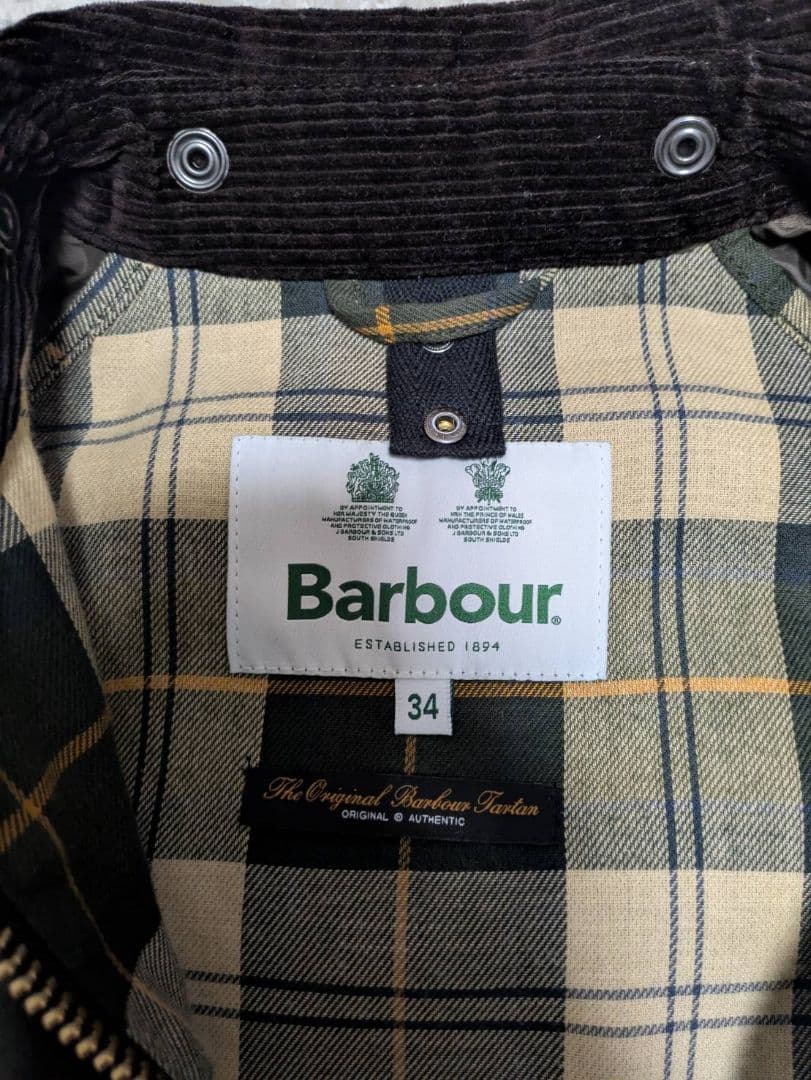 BY APPOINTMENT TO
HER MAJESTY THE QUEEN
MANUFACTURERS OF WATERPROOF
AND PROTECTIVE CLOTHING
J.BARBOUR & SONS LTD
SOUTH SHIELDS
BY APPOINTMENT TO
HRH THE PRINCE OF WALES
MANUFACTURERS OF WATERPROOF
AND PROTECTIVE CLOTHING
J.BARBOUR & SONS LTD
SOUTH SHIELDS
Barbour®
ESTABLISHED 1894
34
The Original Barbour Tartan
ORIGINAL ® AUTHENTIC